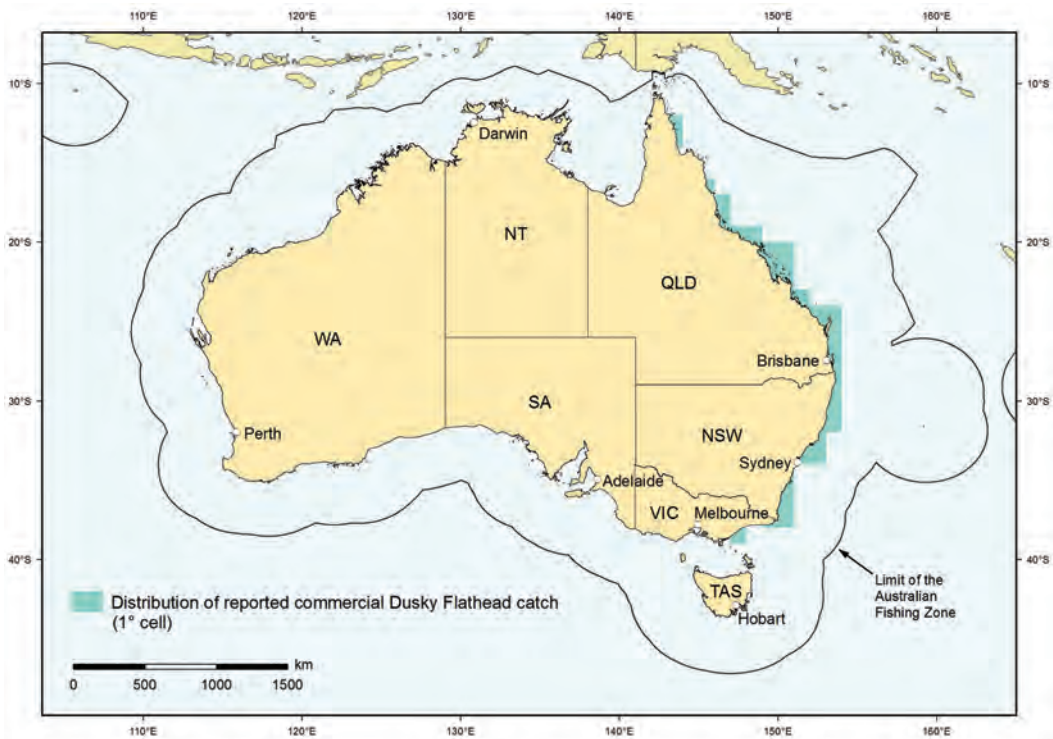 110°E 120°E 130°E 140°E 150°E 160°E
10°S 10°S
Darwin
NT
20°S 20°S
QLD
WA
Brisbane
30°S 30°S
SA
NSW
Perth
Sydney
Adelaide
VIC Melbourne
40°S 40°S
TAS
Hobart
Limit of the
Australian
Fishing Zone
Distribution of reported commercial Dusky Flathead catch
(1° cell)
km
0 500 1000 1500
110°E 120°E 130°E 140°E 150°E 160°E